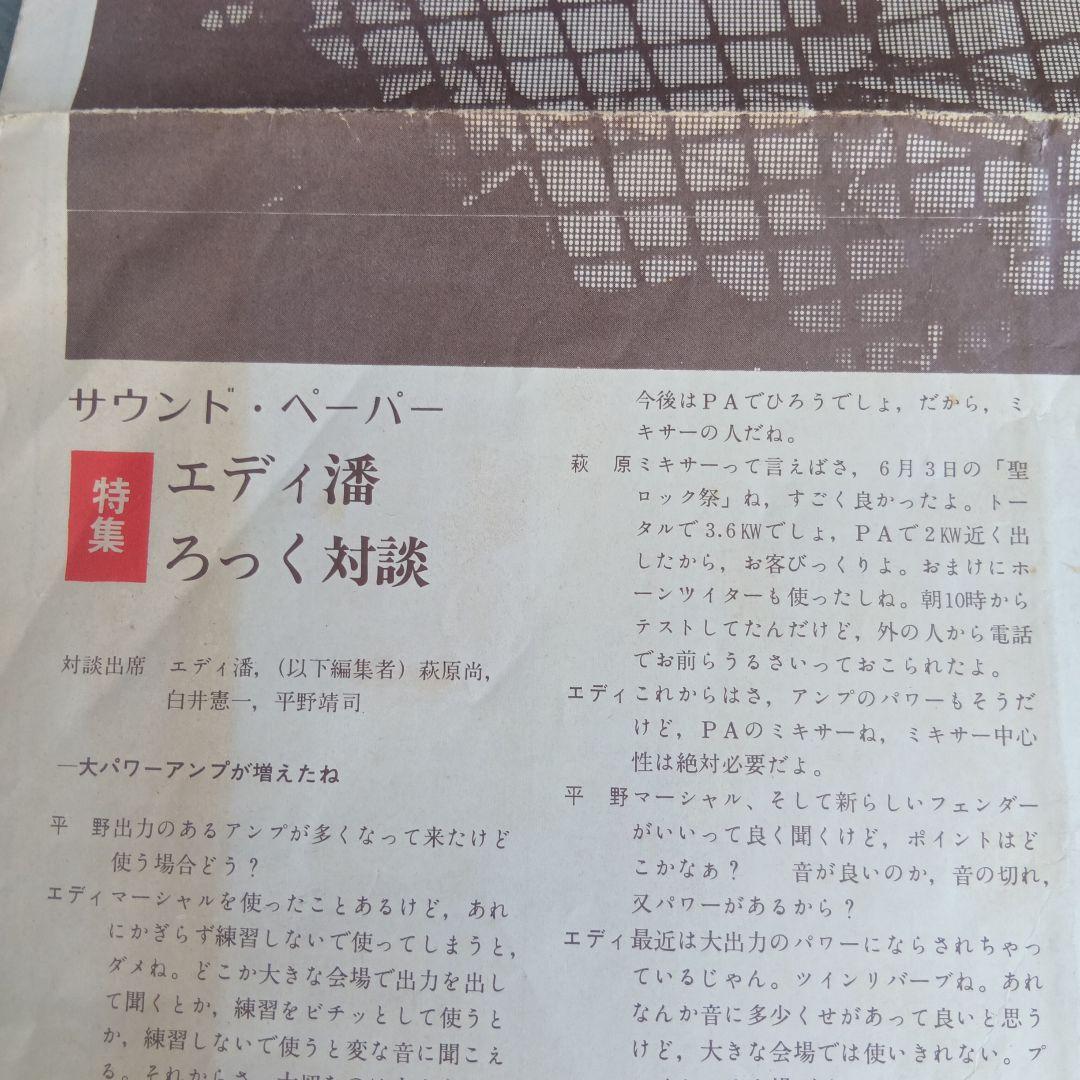 サウンド・ペーパー
特集
エディ潘
ろっく対談
対談出席　エディ潘，（以下編集者）萩原尚，
白井憲一，平野靖司
―大パワーアンプが増えたね
平　野出力のあるアンプが多くなって来たけど
使う場合どう？
エディマーシャルを使ったことあるけど，あれ
にかぎらず練習しないで使ってしまうと，
ダメね。どこか大きな会場で出力を出し
て聞くとか，練習をビチッとして使うと
か，練習しないで使うと変な音に聞こえ
る。それからさ，大切なのは
今後はＰＡでひろうでしょ，だから，ミ
キサーの人だね。
萩　原ミキサーって言えばさ，６月３日の「聖
ロック祭」ね，すごく良かったよ。トー
タルで3.6KWでしょ，ＰＡで２KW近く出
したから，お客びっくりよ。おまけにホ
ーンツイターも使ったしね。朝10時から
テストしてたんだけど，外の人から電話
でお前らうるさいっておこられたよ。
エディこれからはさ，アンプのパワーもそうだ
けど，ＰＡのミキサーね，ミキサー中心
性は絶対必要だよ。
平　野マーシャル、そして新らしいフェンダー
がいいって良く聞くけど，ポイントはど
こかなぁ？　音が良いのか，音の切れ，
又パワーがあるから？
エディ最近は大出力のパワーにならされちゃっ
ているじゃん。ツインリバーブね。あれ
なんか音に多少くせがあって良いと思う
けど，大きな会場では使いきれない。プ